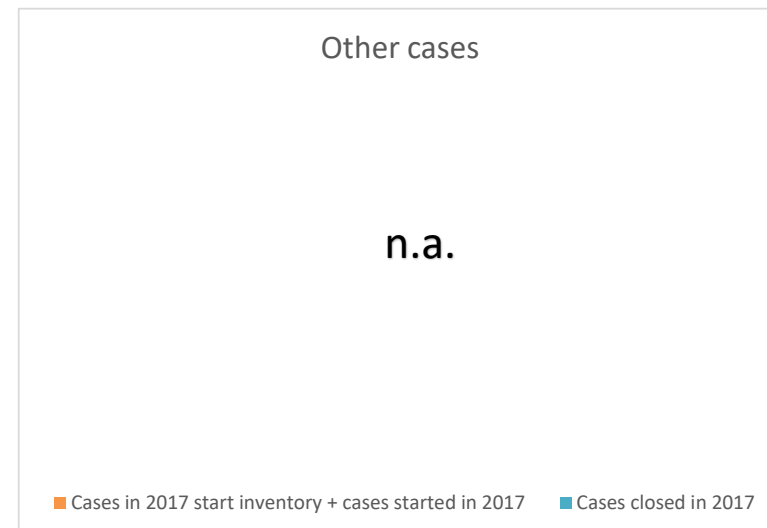 Other cases
n.a.
Cases in 2017 start inventory + cases started in 2017 Cases closed in 2017